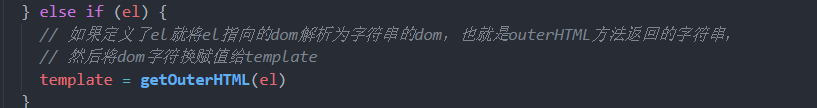 } else if (el) {
// 如果定义了el就将el指向的dom解析为字符串的dom，也就是outerHTML方法返回的字符串，
// 然后将dom字符换赋值给template
template = getOuterHTML(el)
}